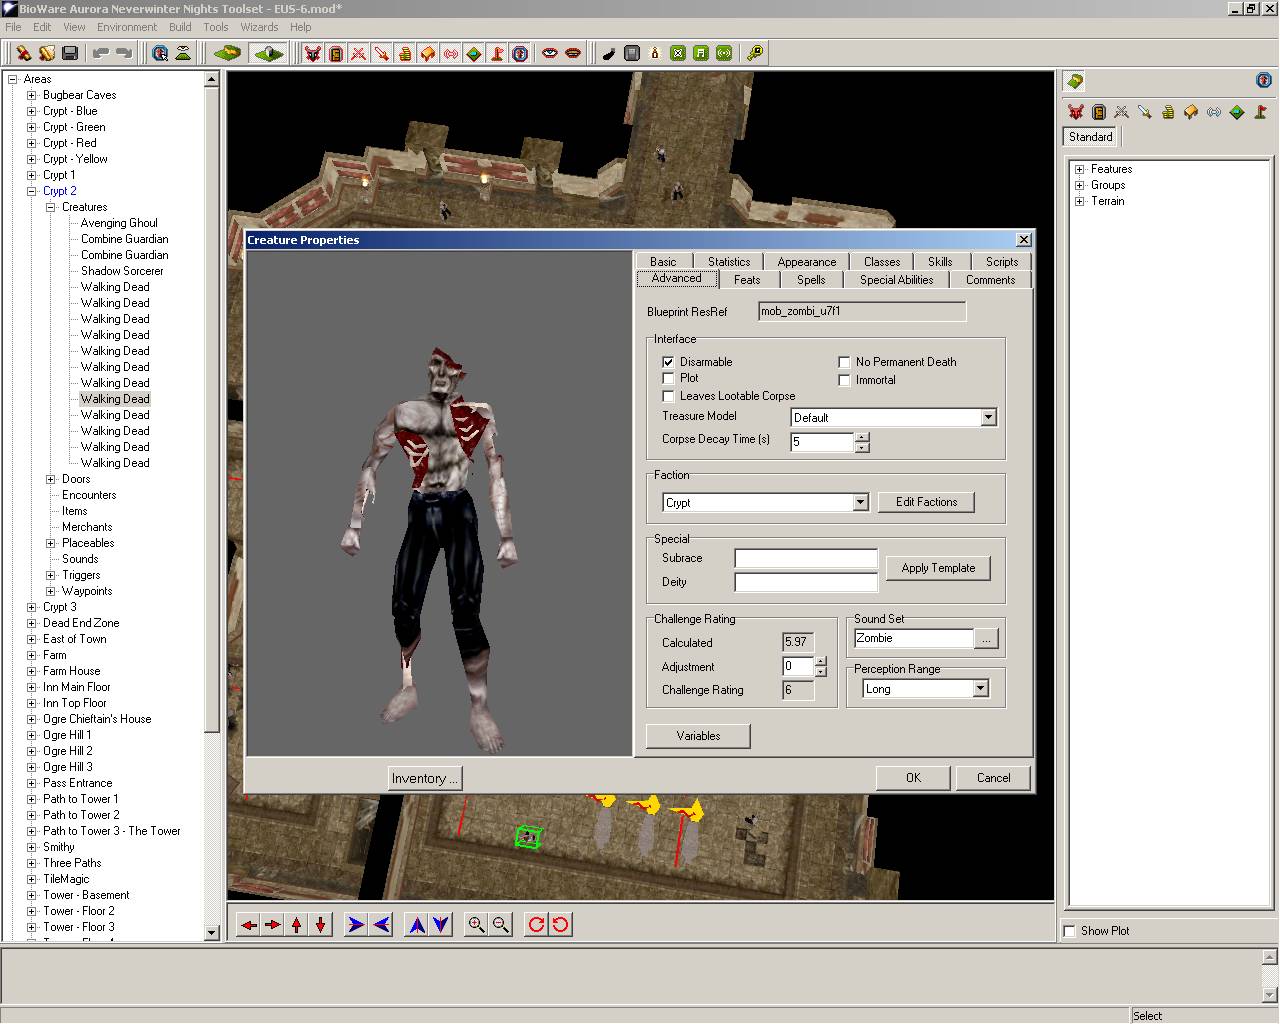 BioWare Aurora Neverwinter Nights Toolset - EUS-6.mod*
File Edit View Environment Build Tools Wizards Help
Areas
Bugbear Caves
Crypt - Blue
Crypt - Green
Crypt - Red
Crypt - Yellow
Crypt 1
Crypt 2
Creatures
Avenging Ghoul
Combine Guardian
Combine Guardian
Shadow Sorcerer
Walking Dead
Walking Dead
Walking Dead
Walking Dead
Walking Dead
Walking Dead
Walking Dead
Walking Dead
Walking Dead
Walking Dead
Walking Dead
Walking Dead
Doors
Encounters
Items
Merchants
Placeables
Sounds
Triggers
Waypoints
Crypt 3
Dead End Zone
East of Town
Farm
Farm House
Inn Main Floor
Inn Top Floor
Ogre Chieftain's House
Ogre Hill 1
Ogre Hill 2
Ogre Hill 3
Pass Entrance
Path to Tower 1
Path to Tower 2
Path to Tower 3 - The Tower
Smithy
Three Paths
TileMagic
Tower - Basement
Tower - Floor 2
Tower - Floor 3
Creature Properties
Basic Statistics Appearance Classes Skills Scripts
Advanced Feats Spells Special Abilities Comments
Blueprint ResRef mob_zombi_u7f1
Interface
Disarmable No Permanent Death
Plot Immortal
Leaves Lootable Corpse
Treasure Model Default
Corpse Decay Time (s) 5
Faction
Crypt Edit Factions
Special
Subrace
Deity
Apply Template
Challenge Rating
Calculated 5.97
Adjustment 0
Challenge Rating 6
Sound Set
Zombie ...
Perception Range
Long
Variables
Inventory ... OK Cancel
Standard
Features
Groups
Terrain
Show Plot
Select